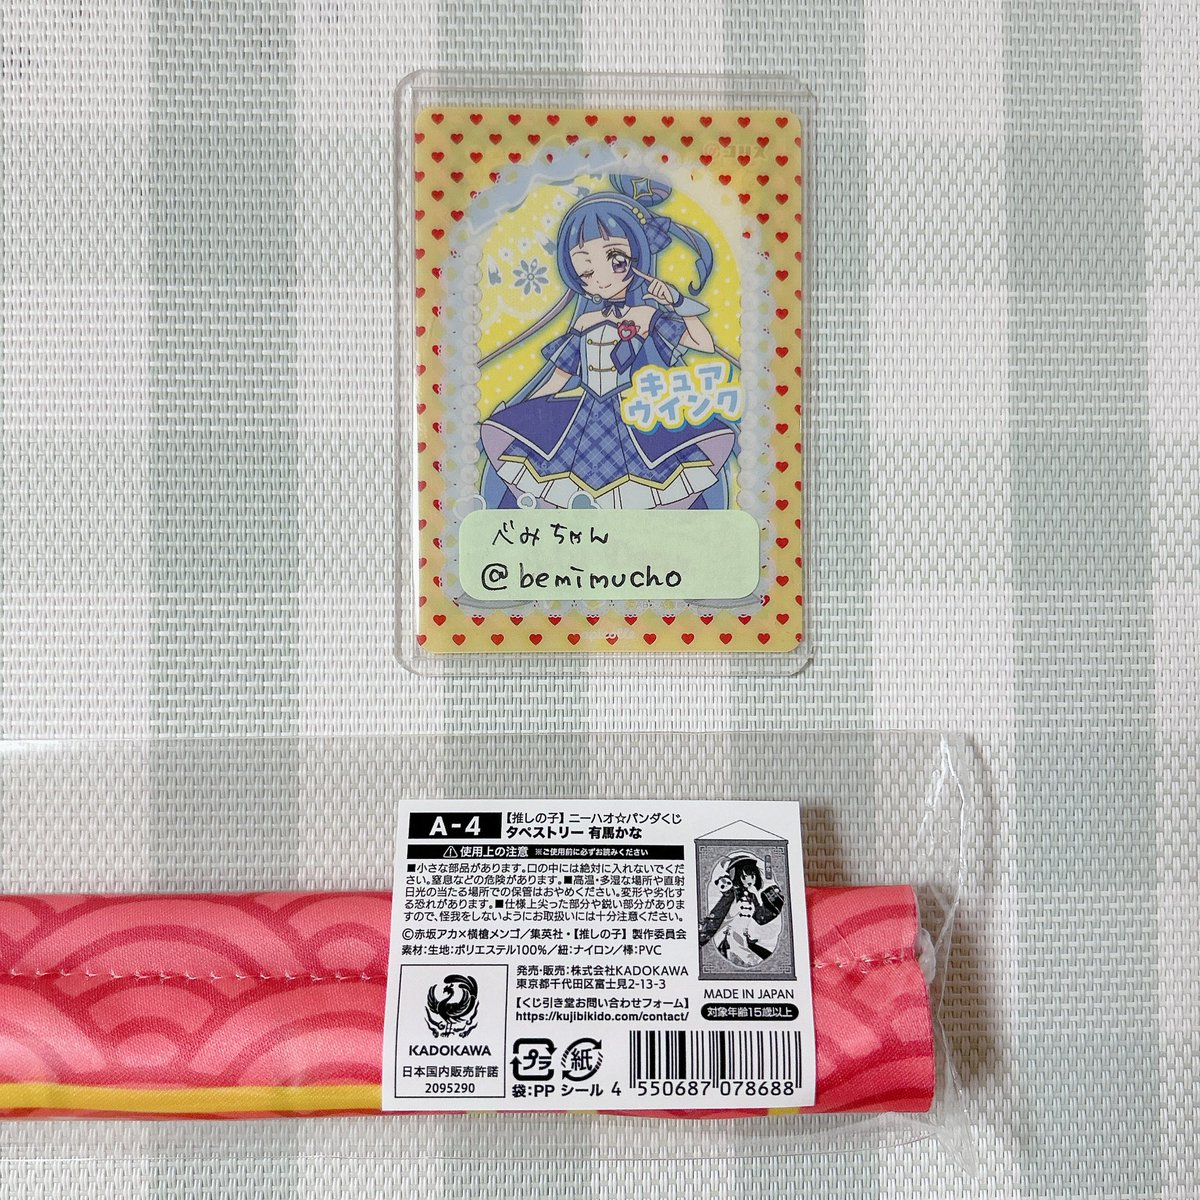 コリス
キュア
ウインク
べみちゃん
@bemimucho
A-4
【推しの子】ニーハオ☆パンダくじ
タペストリー 有馬かな
使用上の注意 ※ご使用前に必ずお読みください
■小さな部品があります。口の中には絶対に入れないでくだ
さい。窒息などの危険があります。■高温・多湿な場所や直射
日光の当たる場所での保管はおやめください。変形や劣化す
る恐れがあります。■仕様上尖った部分や鋭い部分がありま
すので、怪我をしないようにお取扱いには十分注意ください。
©赤坂アカ×横槍メンゴ/集英社・【推しの子】製作委員会
素材:生地:ポリエステル100%/紐:ナイロン/棒:PVC
発売・販売:株式会社KADOKAWA
東京都千代田区富士見2-13-3
【くじ引き堂お問い合わせフォーム】
https://kujibikido.com/contact/
MADE IN JAPAN
対象年齢15歳以上
KADOKAWA
日本国内販売許諾
2095290
プラ
紙
袋:PP シール
4 550687 078688